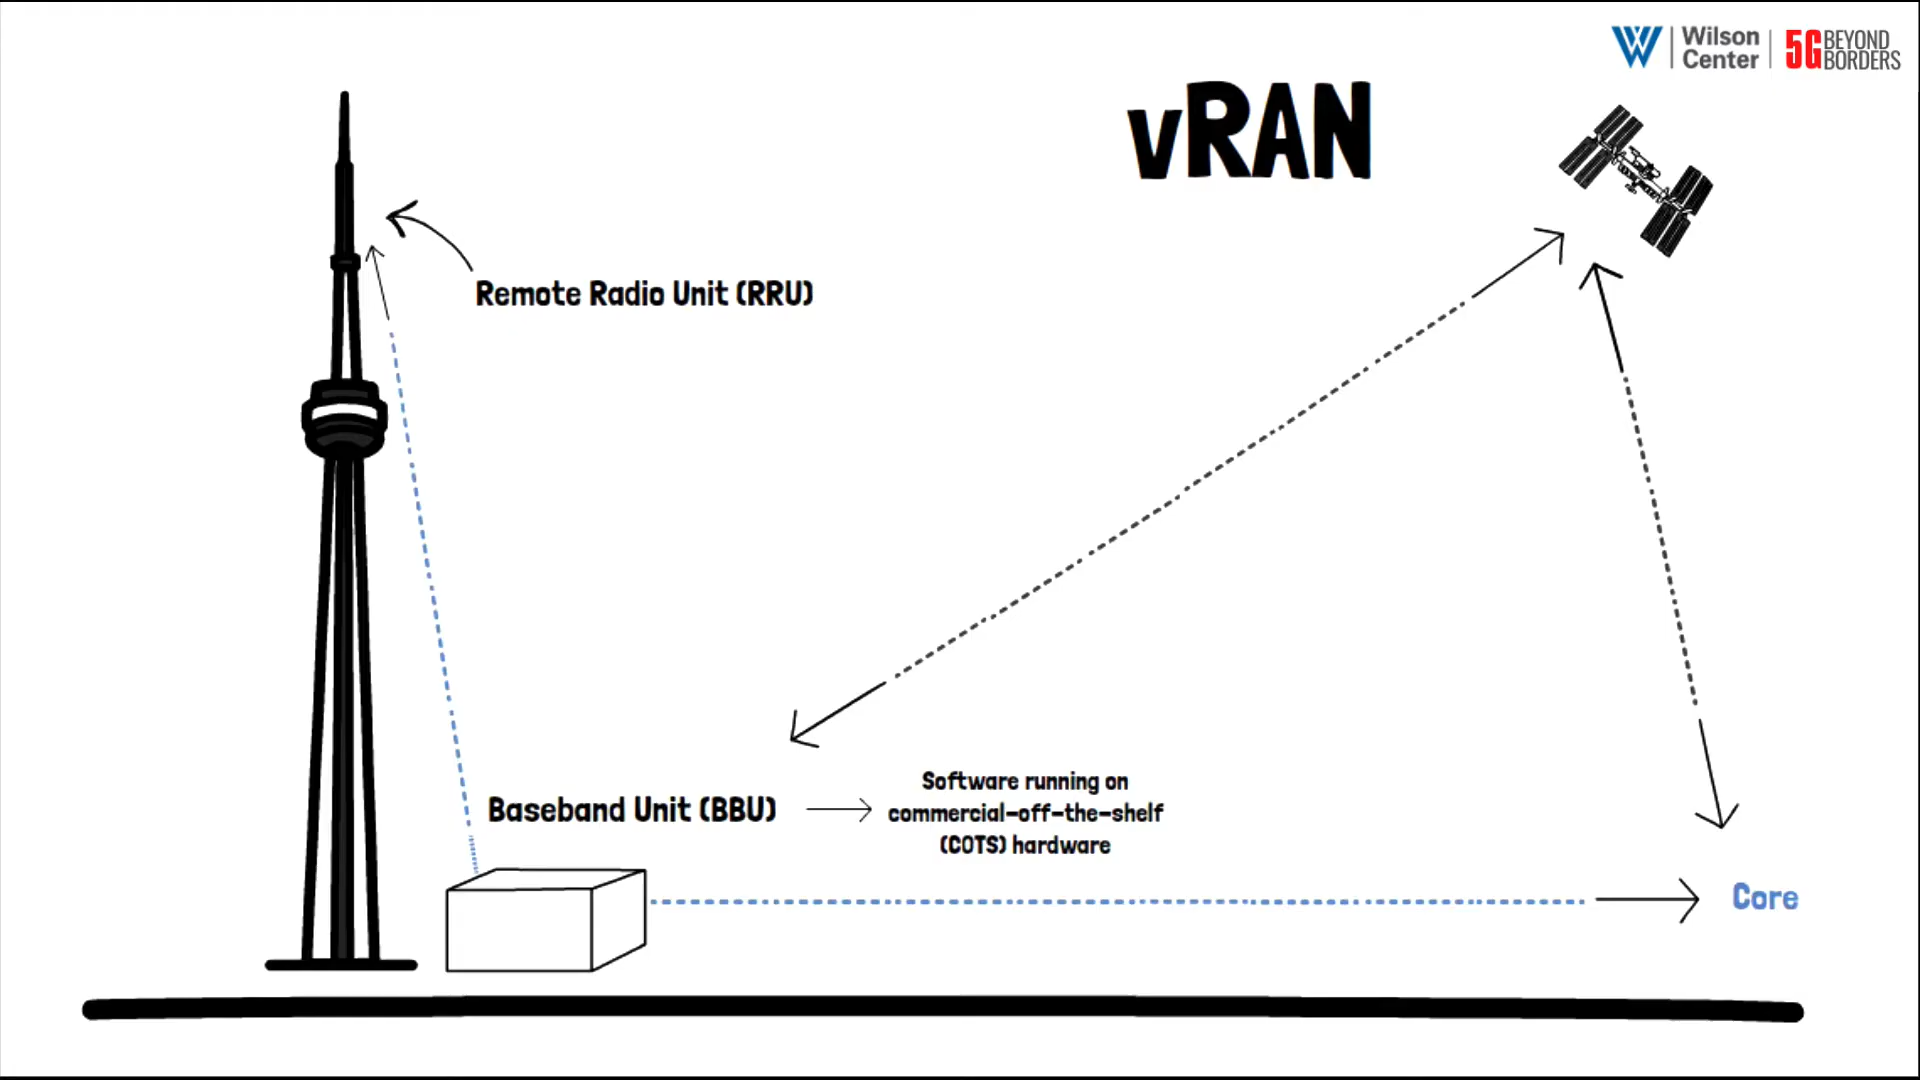 Wilson
Center
5G BEYOND
BORDERS
vRAN
Remote Radio Unit (RRU)
Baseband Unit (BBU)
Software running on
commercial-off-the-shelf
(COTS) hardware
Core